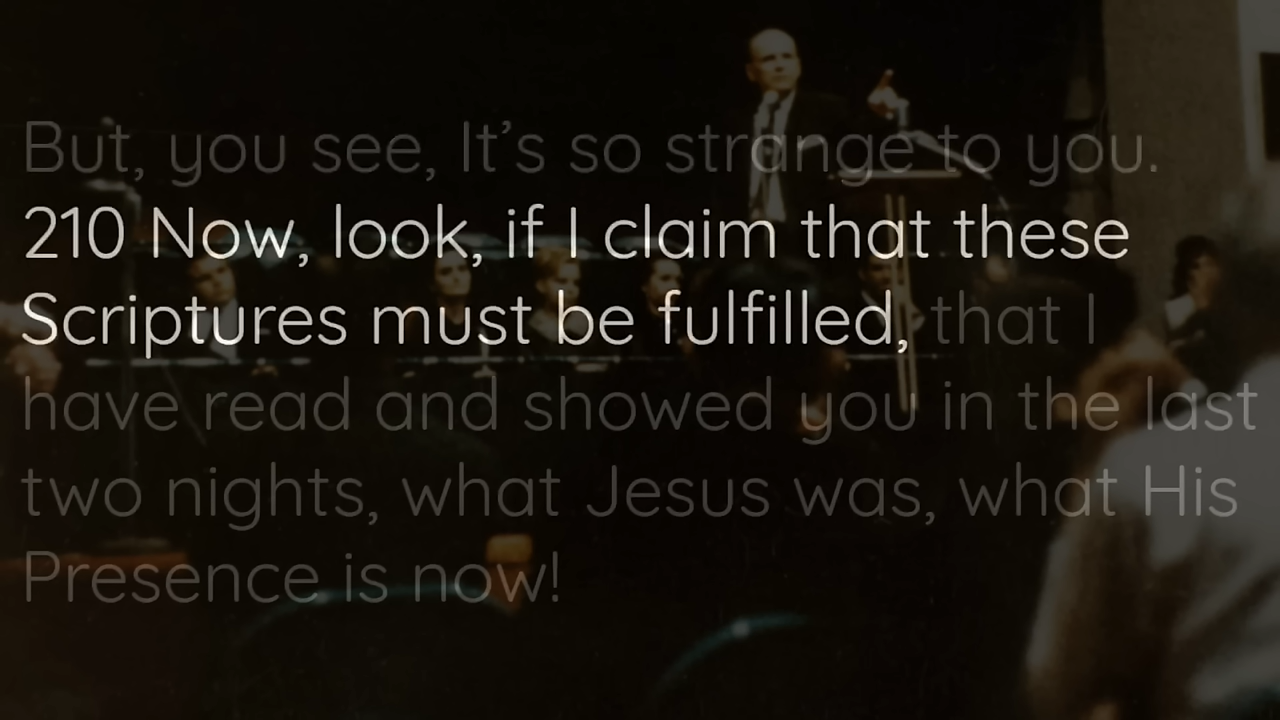 But, you see, It’s so strange to you.
210 Now, look, if I claim that these
Scriptures must be fulfilled, that I
have read and showed you in the last
two nights, what Jesus was, what His
Presence is now!